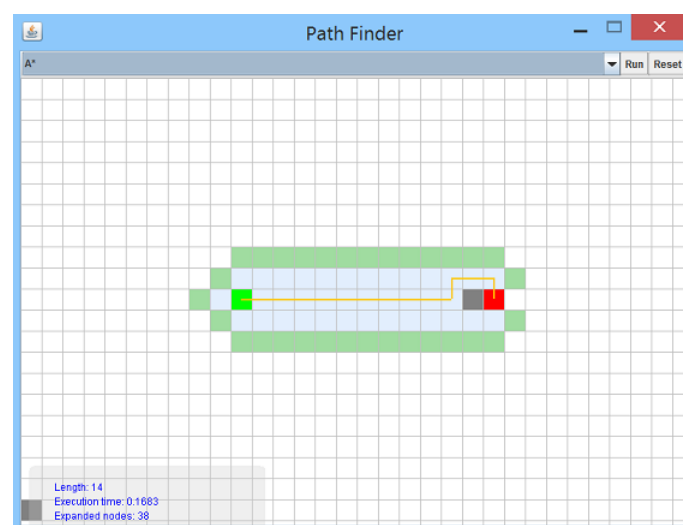 Path Finder
A*
Run Reset
Length: 14
Execution time: 0.1683
Expanded nodes: 38